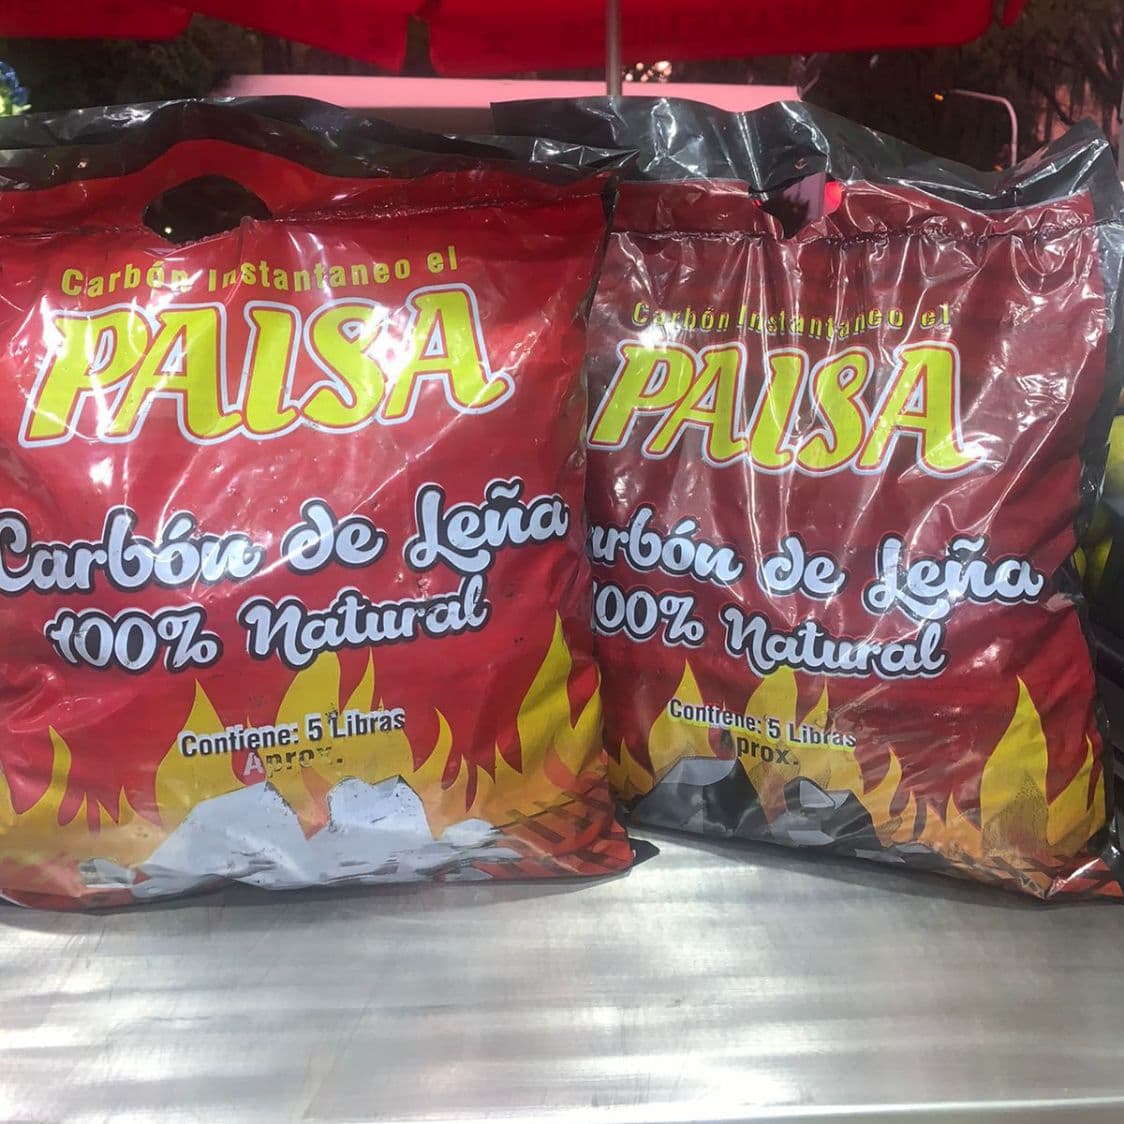 Carbón Instantaneo el
PAISA
Carbón de Leña
100% Natural
Contiene: 5 Libras
Aprox.
Carbón Instantaneo el
PAISA
arbón de Leña
100% Natural
Contiene: 5 Libras
Aprox.